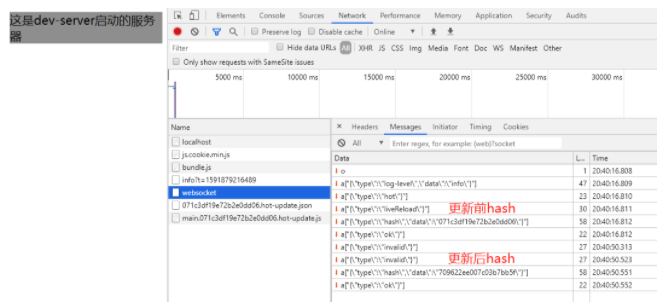 这是dev-server启动的服务
器
Elements Console Sources Network Performance Memory Application Security Audits
Preserve log Disable cache Online
Filter Hide data URLs All XHR JS CSS Img Media Font Doc WS Manifest Other
Only show requests with SameSite issues
5000 ms 10000 ms 15000 ms 20000 ms 25000 ms 30000 ms
Name
localhost
js.cookie.min.js
bundle.js
info?t=1591879216489
websocket
071c3df19e72b2e0dd06.hot-update.json
main.071c3df19e72b2e0dd06.hot-update.js
× Headers Messages Initiator Timing Cookies
All Enter regex, for example: (web)?socket
Data L... Time
o 1 20:40:16.808
a["{\"type\":\"log-level\",\"data\":\"info\"}"] 47 20:40:16.809
a["{\"type\":\"hot\"}"] 23 20:40:16.810
a["{\"type\":\"liveReload\"}"] 更新前hash 30 20:40:16.811
a["{\"type\":\"hash\",\"data\":\"071c3df19e72b2e0dd06\"}"] 58 20:40:16.812
a["{\"type\":\"ok\"}"] 22 20:40:16.812
a["{\"type\":\"invalid\"}"] 27 20:40:50.313
a["{\"type\":\"invalid\"}"] 更新后hash 27 20:40:50.523
a["{\"type\":\"hash\",\"data\":\"709622ee007c03b7bb5f\"}"] 58 20:40:50.551
a["{\"type\":\"ok\"}"] 22 20:40:50.552